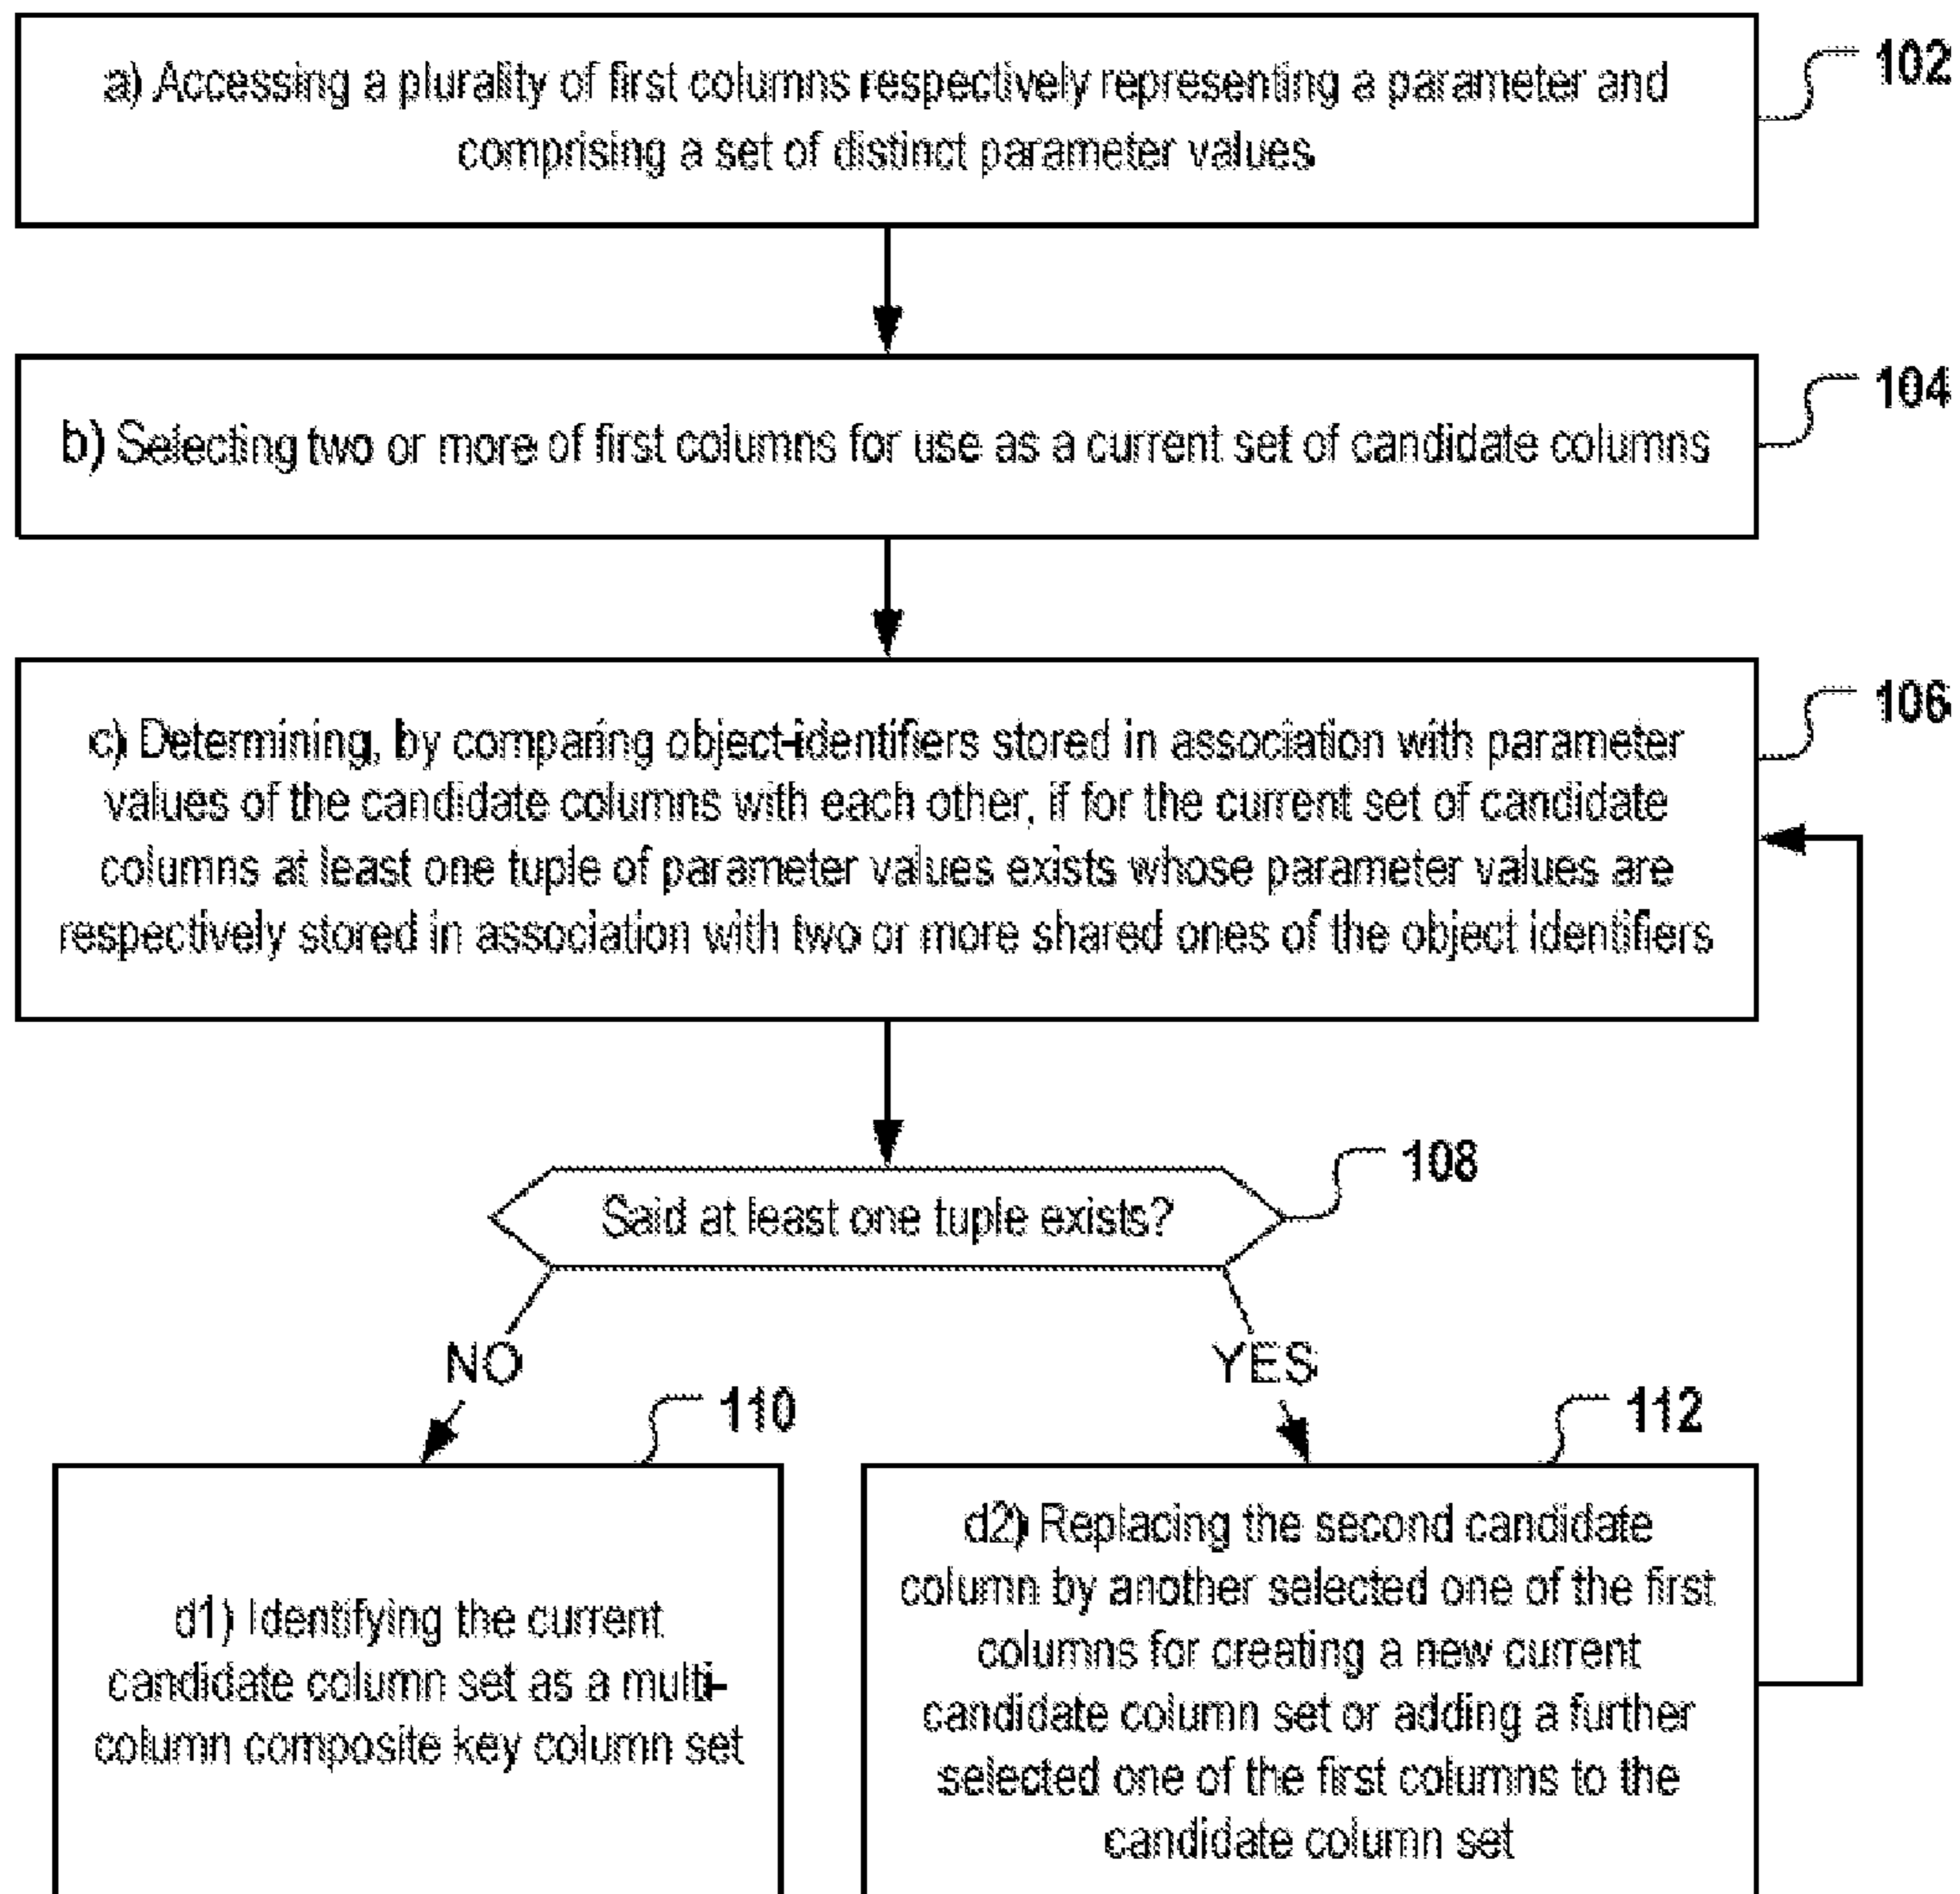 a) Accessing a plurality of first columns respectively representing a parameter and
comprising a set of distinct parameter values
102
b) Selecting two or more of first columns for use as a current set of candidate columns
104
c) Determining, by comparing object-identifiers stored in association with parameter
values of the candidate columns with each other, if for the current set of candidate
columns at least one tuple of parameter values exists whose parameter values are
respectively stored in association with two or more shared ones of the object identifiers
106
Said at least one tuple exists?
108
NO
YES
110
112
d1) Identifying the current
candidate column set as a multi-
column composite key column set
d2) Replacing the second candidate
column by another selected one of the first
columns for creating a new current
candidate column set or adding a further
selected one of the first columns to the
candidate column set